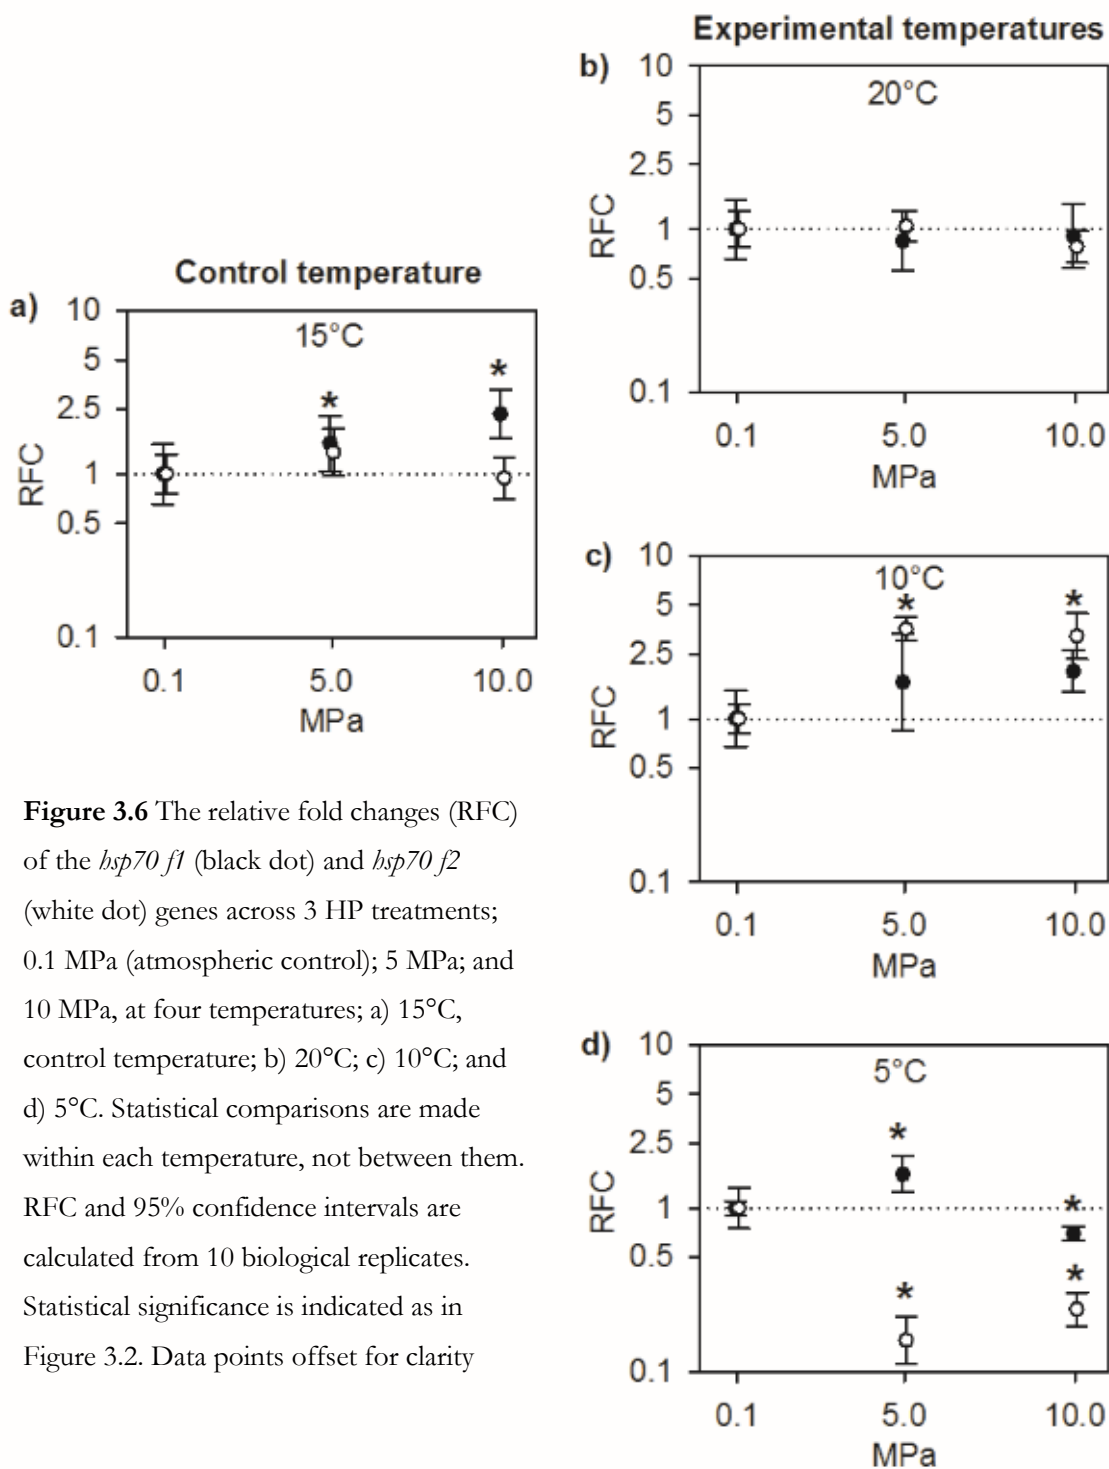 Experimental temperatures
b)
20°C
10
5
2.5
1
0.5
0.1
RFC
0.1 5.0 10.0
MPa
Control temperature
a)
15°C
10
5
2.5
1
0.5
0.1
RFC
*
*
0.1 5.0 10.0
MPa
c)
10°C
10
5
2.5
1
0.5
0.1
RFC
*
*
0.1 5.0 10.0
MPa
Figure 3.6 The relative fold changes (RFC)
of the hsp70 f1 (black dot) and hsp70 f2
(white dot) genes across 3 HP treatments;
0.1 MPa (atmospheric control); 5 MPa; and
10 MPa, at four temperatures; a) 15°C,
control temperature; b) 20°C; c) 10°C; and
d) 5°C. Statistical comparisons are made
within each temperature, not between them.
RFC and 95% confidence intervals are
calculated from 10 biological replicates.
Statistical significance is indicated as in
Figure 3.2. Data points offset for clarity
d)
5°C
10
5
2.5
1
0.5
0.1
RFC
*
*
*
*
0.1 5.0 10.0
MPa